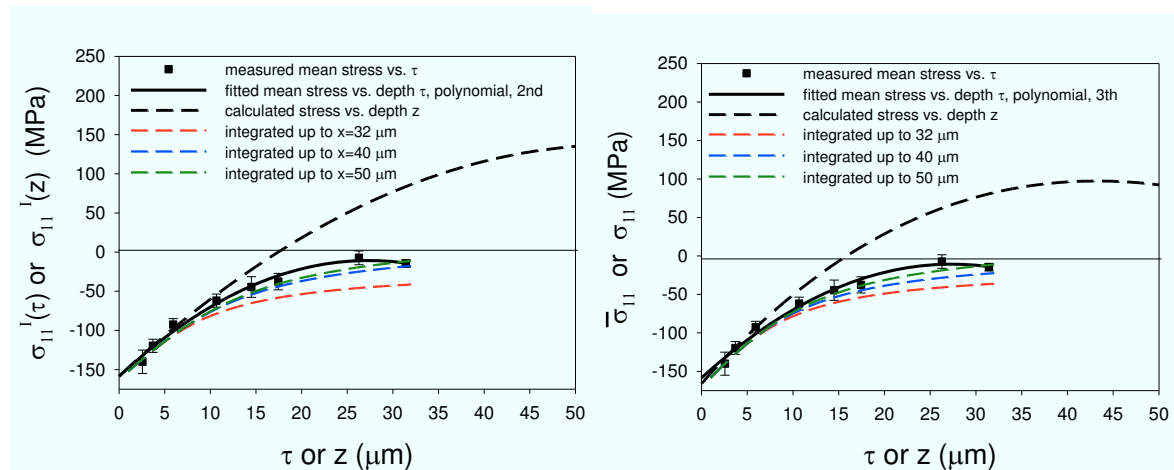 250
200
150
100
50
0
-50
-100
-150
σ₁₁ᴵ(τ) or σ₁₁ᴵ(z) (MPa)
measured mean stress vs. τ
fitted mean stress vs. depth τ, polynomial, 2nd
calculated stress vs. depth z
integrated up to x=32 μm
integrated up to x=40 μm
integrated up to x=50 μm
0 5 10 15 20 25 30 35 40 45 50
τ or z (μm)
250
200
150
100
50
0
-50
-100
-150
σ̄₁₁ or σ₁₁ (MPa)
measured mean stress vs. τ
fitted mean stress vs. depth τ, polynomial, 3th
calculated stress vs. depth z
integrated up to 32 μm
integrated up to 40 μm
integrated up to 50 μm
0 5 10 15 20 25 30 35 40 45 50
τ or z (μm)